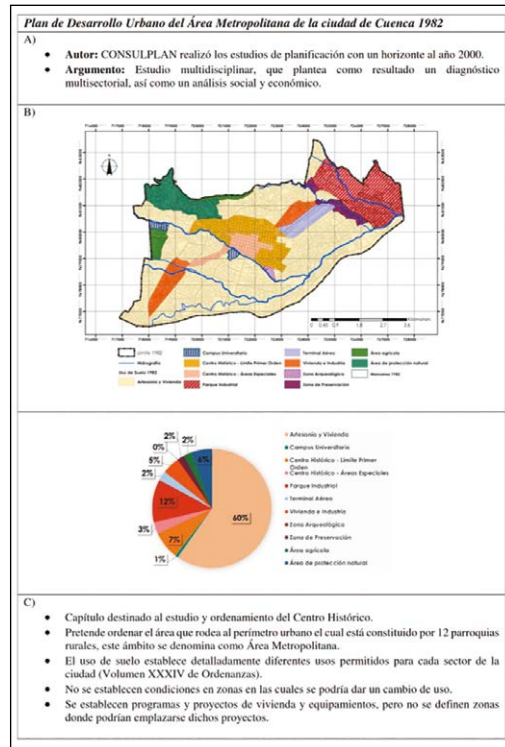 Plan de Desarrollo Urbano del Área Metropolitana de la ciudad de Cuenca 1982
A)
• Autor: CONSULPLAN realizó los estudios de planificación con un horizonte al año 2000.
• Argumento: Estudio multidisciplinar, que plantea como resultado un diagnóstico
multisectorial, así como un análisis social y económico.
B)
Límite 1982
Hidrografía
Uso de Suelo 1982
Artesanía y Vivienda
Campus Universitario
Centro Histórico - Límite Primer Orden
Centro Histórico - Áreas Especiales
Parque Industrial
Terminal Aérea
Vivienda e Industria
Zona Arqueológica
Zona de Preservación
Área agrícola
Área de protección natural
Manzanas 1982
2%
0%
2%
5%
6%
2%
12%
60%
3%
7%
1%
Artesanía y Vivienda
Campus Universitario
Centro Histórico - Límite Primer
Orden
Centro Histórico - Áreas Especiales
Parque Industrial
Terminal Aérea
Vivienda e Industria
Zona Arqueológica
Zona de Preservación
Área agrícola
Área de protección natural
C)
• Capítulo destinado al estudio y ordenamiento del Centro Histórico.
• Pretende ordenar el área que rodea al perímetro urbano el cual está constituido por 12 parroquias
rurales, este ámbito se denomina como Área Metropolitana.
• El uso de suelo establece detalladamente diferentes usos permitidos para cada sector de la
ciudad (Volumen XXXIV de Ordenanzas).
• No se establecen condiciones en zonas en las cuales se podría dar un cambio de uso.
• Se establecen programas y proyectos de vivienda y equipamientos, pero no se definen zonas
donde podrían emplazarse dichos proyectos.